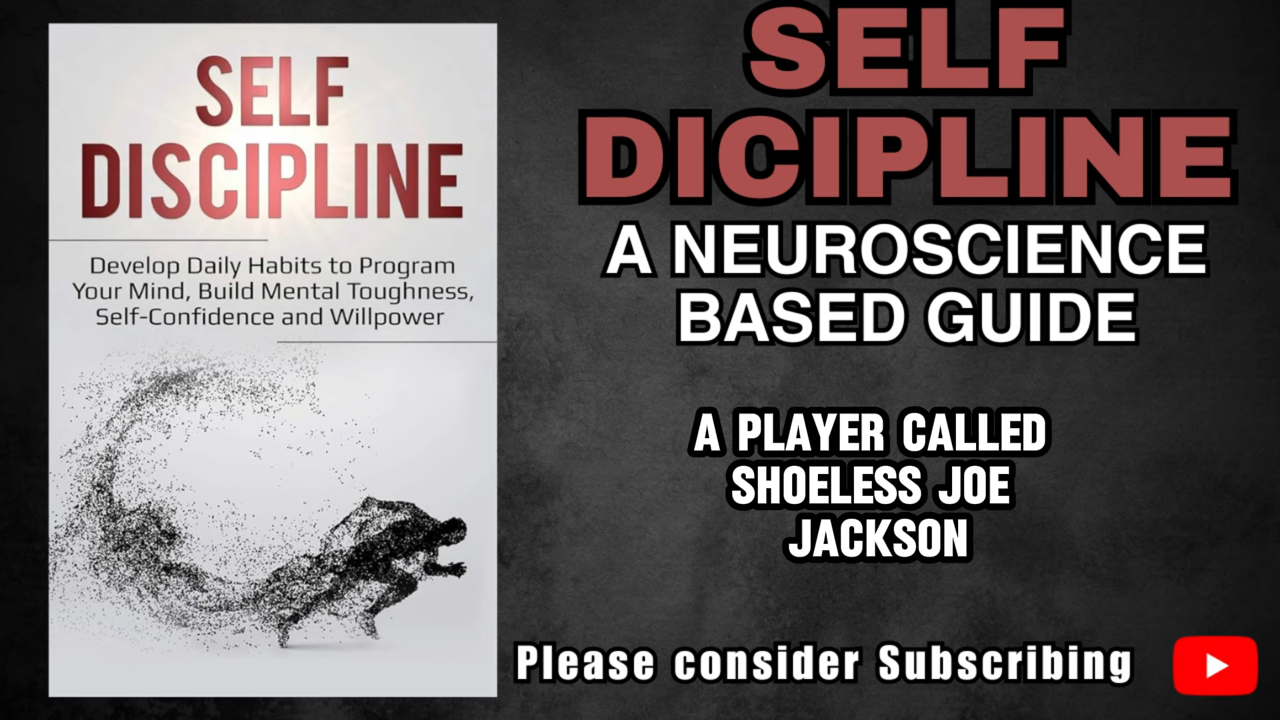 SELF
DISCIPLINE
Develop Daily Habits to Program
Your Mind, Build Mental Toughness,
Self-Confidence and Willpower
SELF
DICIPLINE
A NEUROSCIENCE
BASED GUIDE
A PLAYER CALLED
SHOELESS JOE
JACKSON
Please consider Subscribing